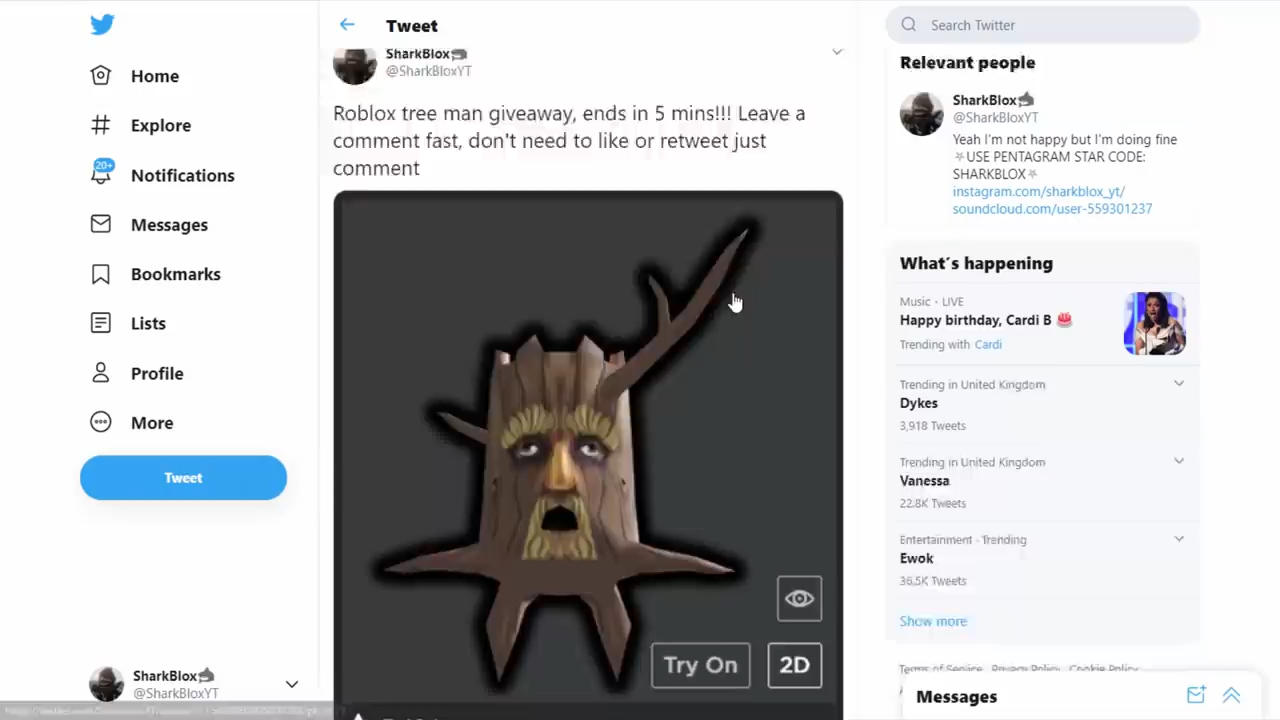 Home
Explore
20+
Notifications
Messages
Bookmarks
Lists
Profile
More
Tweet
SharkBlox
@SharkBloxYT
Tweet
SharkBlox
@SharkBloxYT
Roblox tree man giveaway, ends in 5 mins!!! Leave a
comment fast, don't need to like or retweet just
comment
Try On
2D
Search Twitter
Relevant people
SharkBlox
@SharkBloxYT
Yeah I'm not happy but I'm doing fine
⛧USE PENTAGRAM STAR CODE:
SHARKBLOX⛧
instagram.com/sharkblox_yt/
soundcloud.com/user-559301237
What's happening
Music · LIVE
Happy birthday, Cardi B 🎂
Trending with Cardi
Trending in United Kingdom
Dykes
3,918 Tweets
Trending in United Kingdom
Vanessa
22.8K Tweets
Entertainment · Trending
Ewok
36.5K Tweets
Show more
Terms of Service Privacy Policy Cookie Policy
Messages